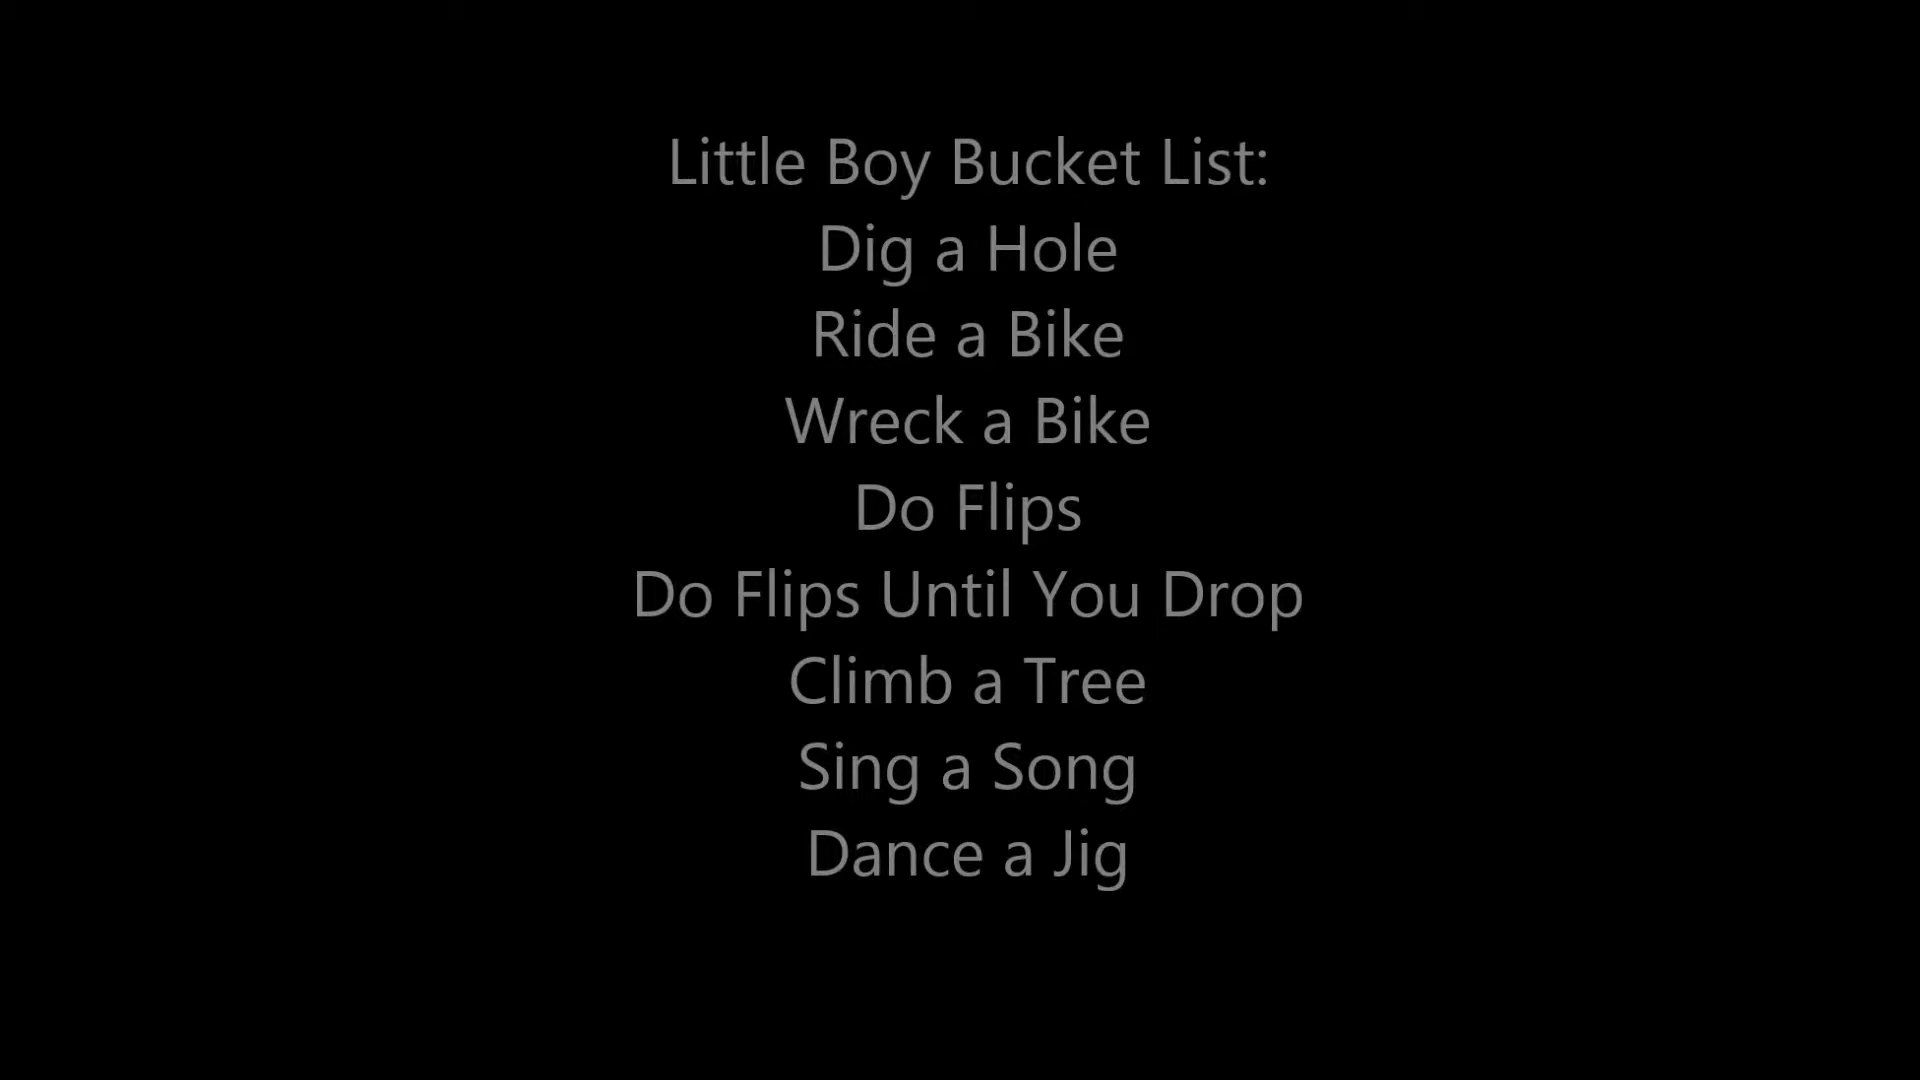 Little Boy Bucket List:
Dig a Hole
Ride a Bike
Wreck a Bike
Do Flips
Do Flips Until You Drop
Climb a Tree
Sing a Song
Dance a Jig